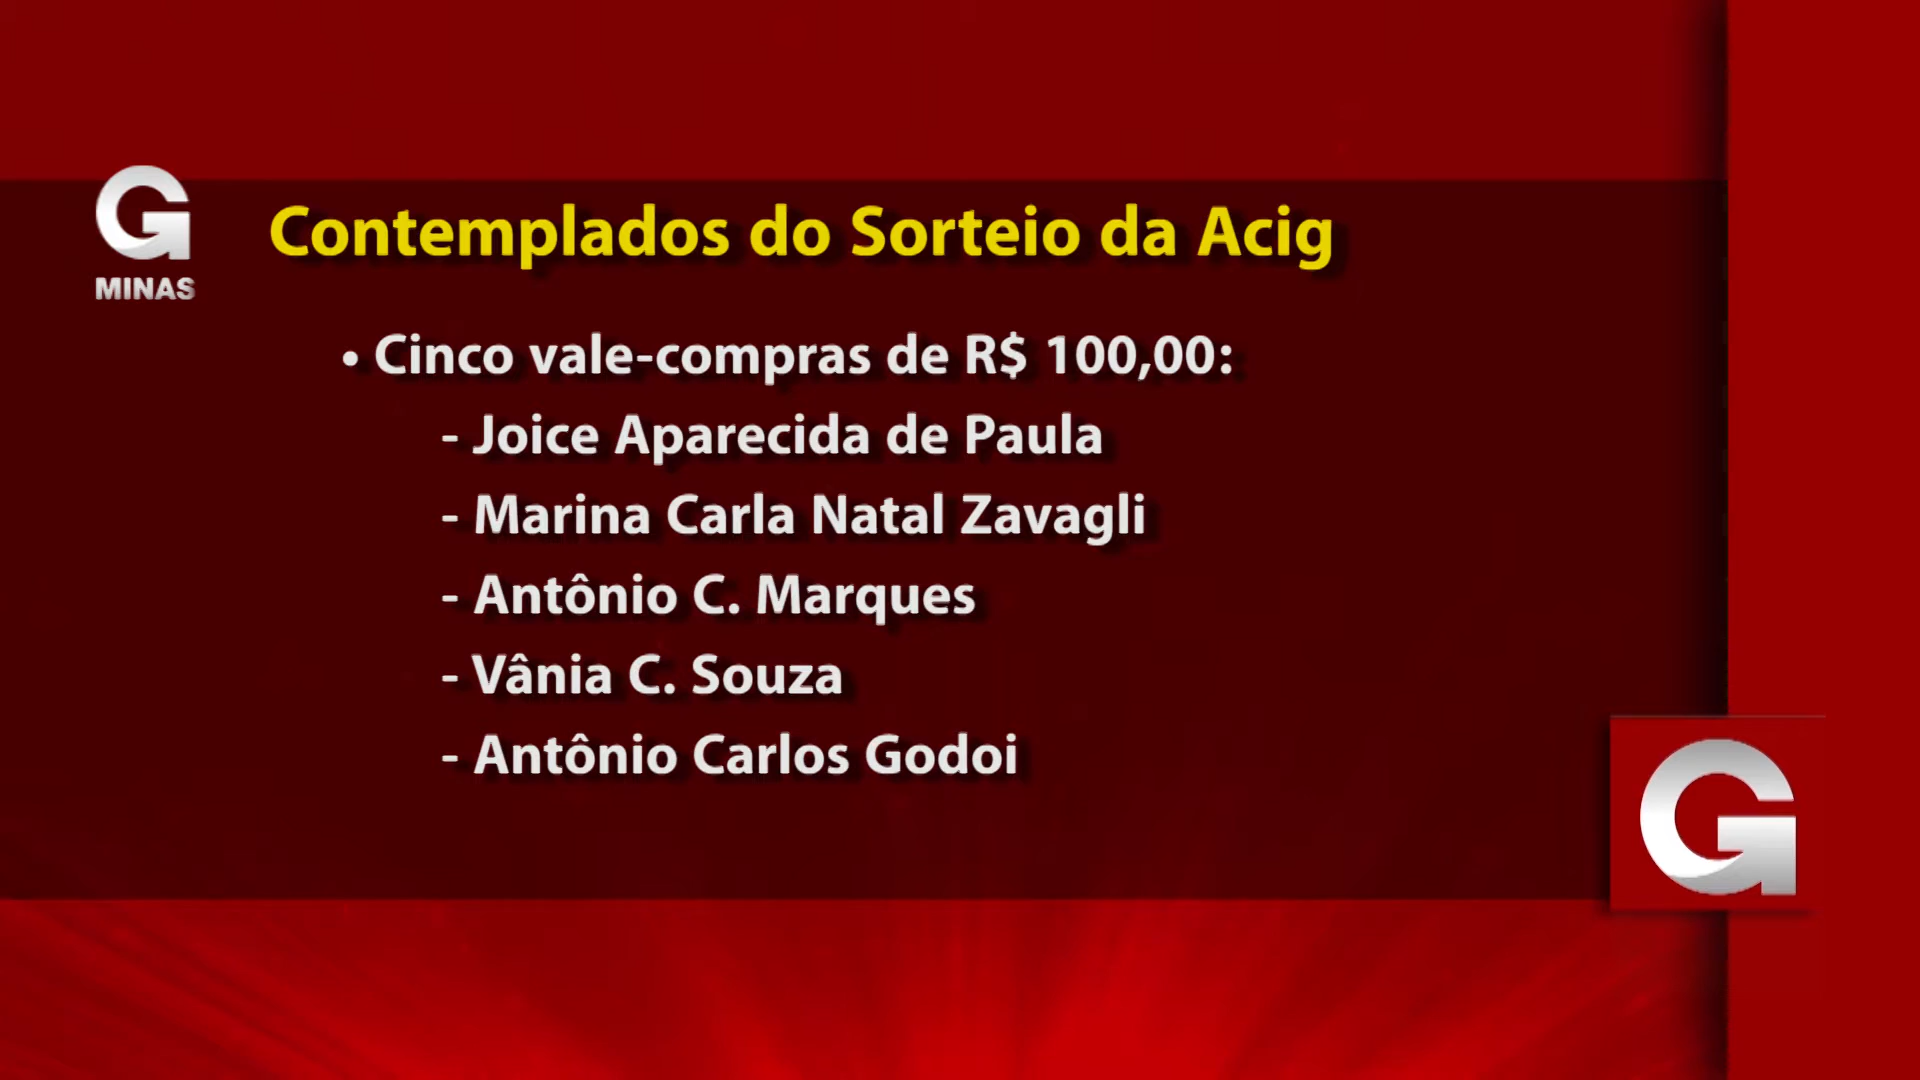 G
MINAS
Contemplados do Sorteio da Acig
• Cinco vale-compras de R$ 100,00:
- Joice Aparecida de Paula
- Marina Carla Natal Zavagli
- Antônio C. Marques
- Vânia C. Souza
- Antônio Carlos Godoi
G